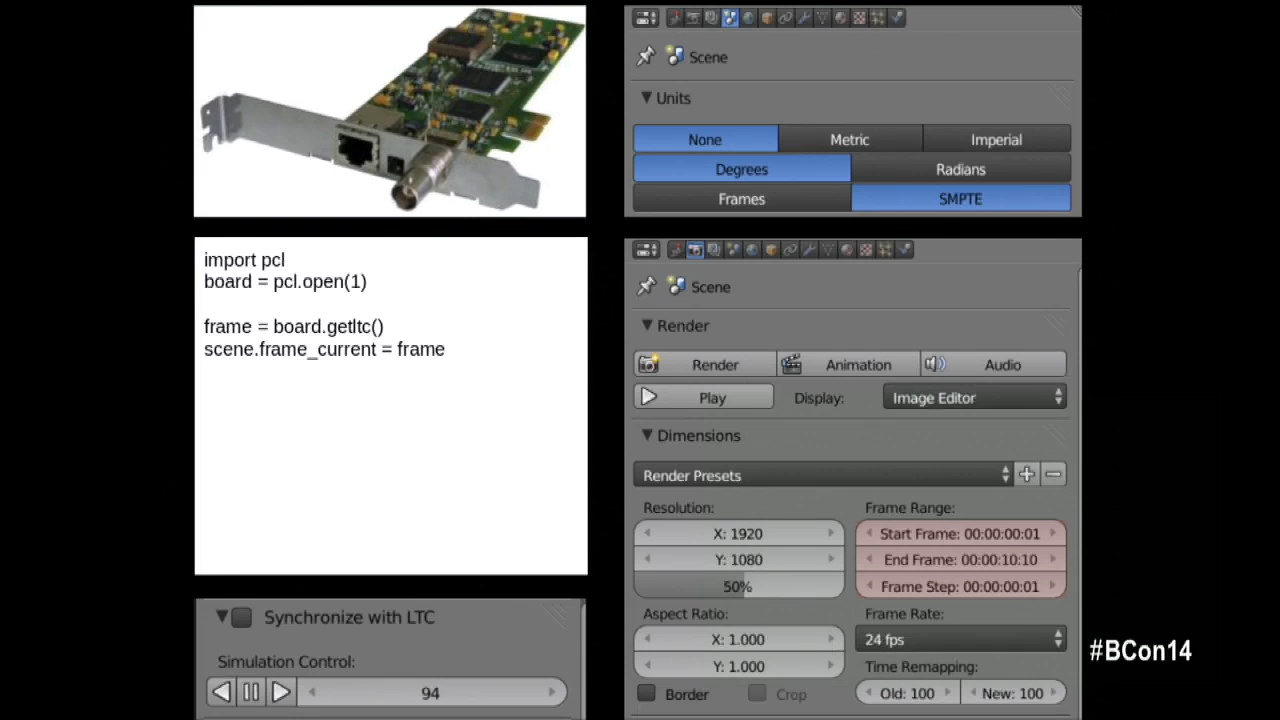 import pcl
board = pcl.open(1)
frame = board.getltc()
scene.frame_current = frame
Synchronize with LTC
Simulation Control:
94
Scene
Units
None Metric Imperial
Degrees Radians
Frames SMPTE
Scene
Render
Render Animation Audio
Play Display: Image Editor
Dimensions
Render Presets
Resolution: Frame Range:
X: 1920 Start Frame: 00:00:00:01
Y: 1080 End Frame: 00:00:10:10
50% Frame Step: 00:00:00:01
Aspect Ratio: Frame Rate:
X: 1.000 24 fps
Y: 1.000 Time Remapping:
Border Crop Old: 100 New: 100
#BCon14